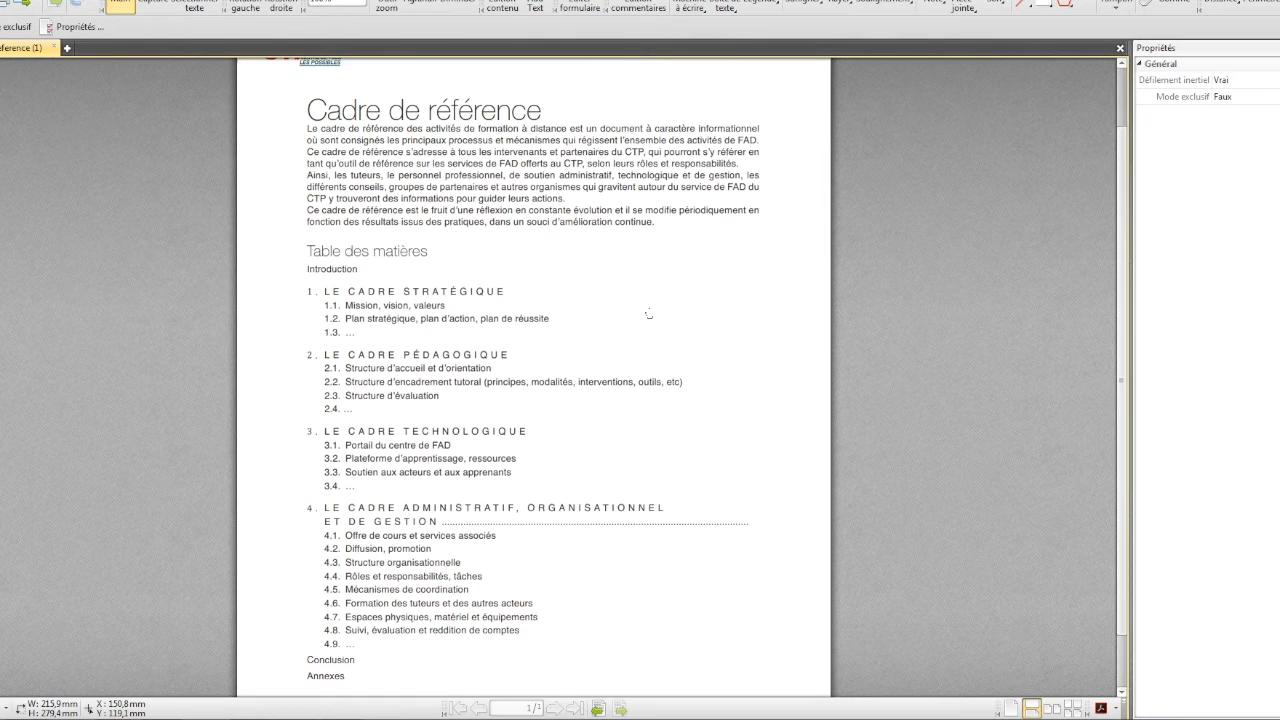 zoom
gauche droite contenu Text formulaire commentaires à écrire texte jointe
exclusif Propriétés ...
eference (1)
Propriétés
LES POSSIBLES
Général
Défilement inertiel Vrai
Mode exclusif Faux
Cadre de référence
Le cadre de référence des activités de formation à distance est un document à caractère informationnel
où sont consignés les principaux processus et mécanismes qui régissent l'ensemble des activités de FAD.
Ce cadre de référence s'adresse à tous les intervenants et partenaires du CTP, qui pourront s'y référer en
tant qu'outil de référence sur les services de FAD offerts au CTP, selon leurs rôles et responsabilités.
Ainsi, les tuteurs, le personnel professionnel, de soutien administratif, technologique et de gestion, les
différents conseils, groupes de partenaires et autres organismes qui gravitent autour du service de FAD du
CTP y trouveront des informations pour guider leurs actions.
Ce cadre de référence est le fruit d'une réflexion en constante évolution et il se modifie périodiquement en
fonction des résultats issus des pratiques, dans un souci d'amélioration continue.
Table des matières
Introduction
1. LE CADRE STRATÉGIQUE
1.1. Mission, vision, valeurs
1.2. Plan stratégique, plan d'action, plan de réussite
1.3. ...
2. LE CADRE PÉDAGOGIQUE
2.1. Structure d'accueil et d'orientation
2.2. Structure d'encadrement tutoral (principes, modalités, interventions, outils, etc)
2.3. Structure d'évaluation
2.4. ...
3. LE CADRE TECHNOLOGIQUE
3.1. Portail du centre de FAD
3.2. Plateforme d'apprentissage, ressources
3.3. Soutien aux acteurs et aux apprenants
3.4. ...
4. LE CADRE ADMINISTRATIF, ORGANISATIONNEL
ET DE GESTION ........................................................................................................
4.1. Offre de cours et services associés
4.2. Diffusion, promotion
4.3. Structure organisationnelle
4.4. Rôles et responsabilités, tâches
4.5. Mécanismes de coordination
4.6. Formation des tuteurs et des autres acteurs
4.7. Espaces physiques, matériel et équipements
4.8. Suivi, évaluation et reddition de comptes
4.9. ...
Conclusion
Annexes
W: 215,9mm X : 150,8mm
H: 279,4mm Y : 119,1mm
1/1